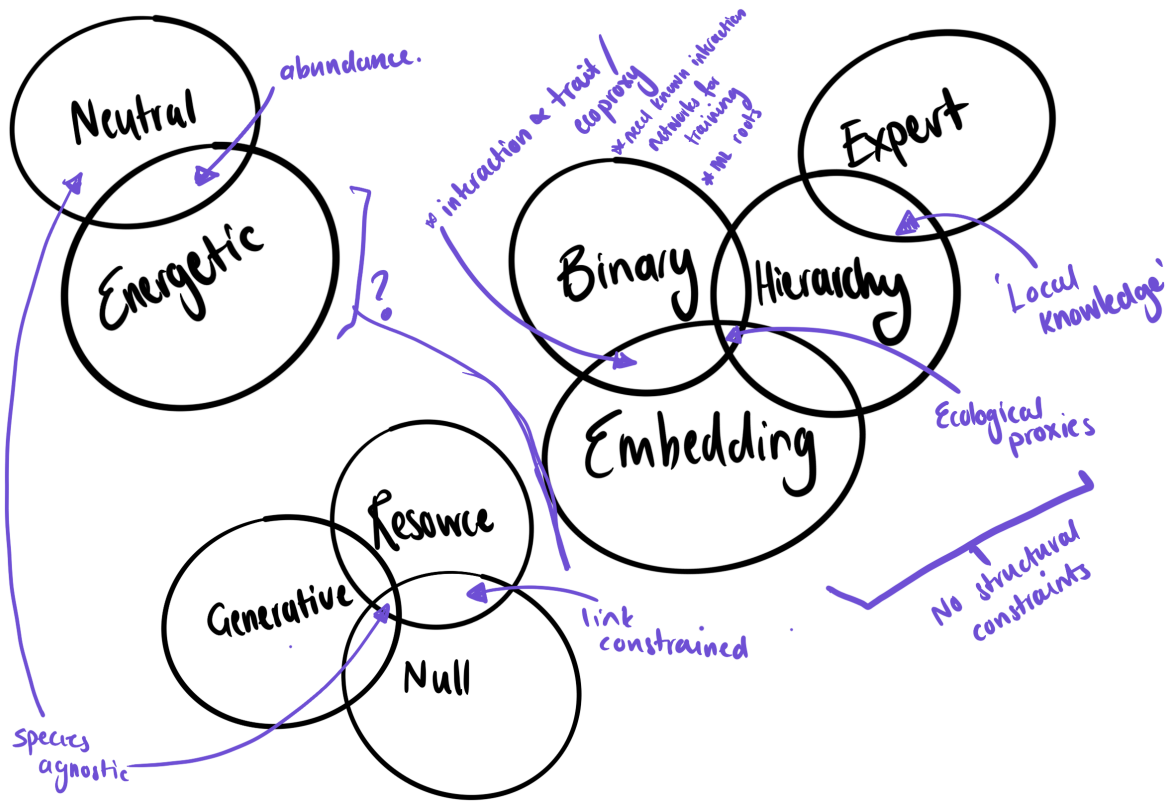 Neutral
abundance.
Energetic
?
* interaction ∝ trait /
ecoproxy
* need known interaction
networks for
training
* ML roots
Expert
Binary
Hierarchy
'Local
knowledge'
Embedding
Ecological
proxies
No structural
constraints
Resource
Generative
Null
link
constrained
species
agnostic